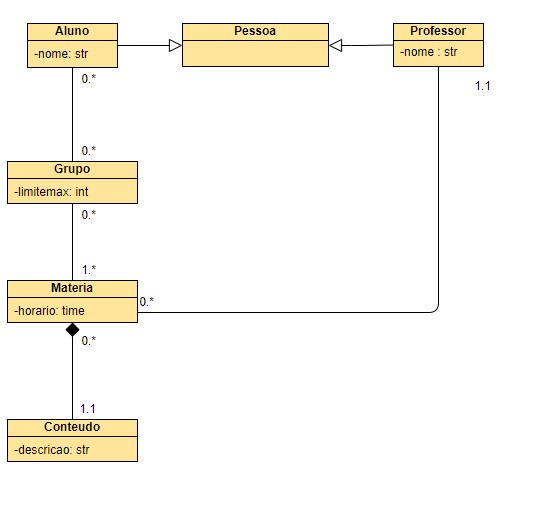 Aluno
-nome: str
Pessoa
Professor
-nome : str
0.*
1.1
0.*
Grupo
-limitemax: int
0.*
1.*
Materia
-horario: time
0.*
0.*
1.1
Conteudo
-descricao: str